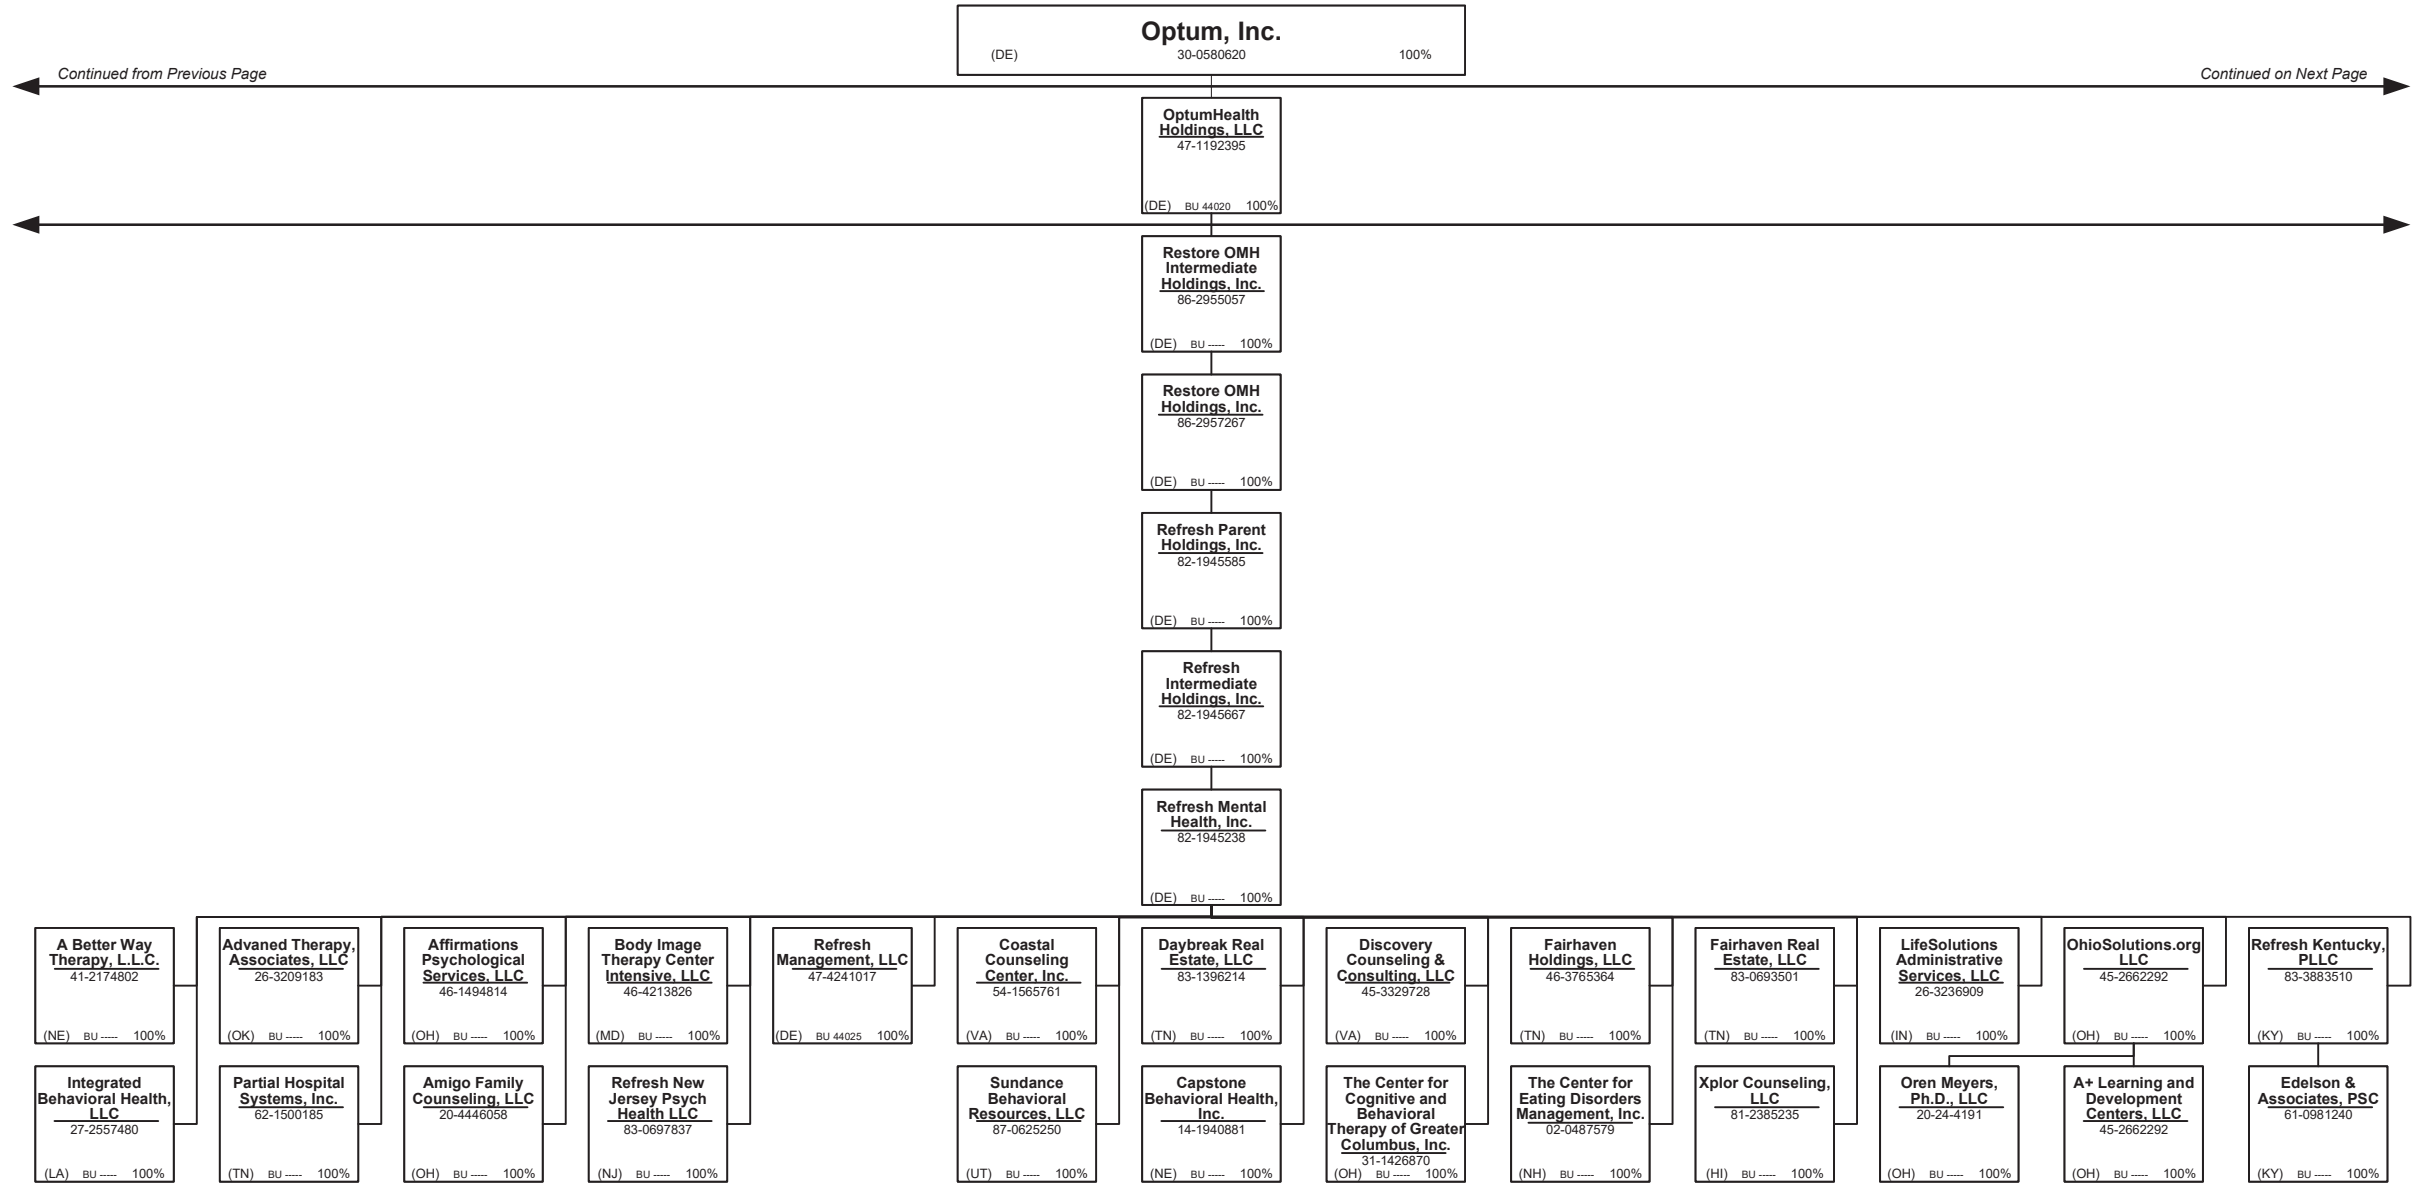 Optum, Inc.
(DE) 30-0580620 100%
Continued from Previous Page
Continued on Next Page
OptumHealth
Holdings, LLC
47-1192395
(DE) BU 44020 100%
Restore OMH
Intermediate
Holdings, Inc.
86-2955057
(DE) BU ----- 100%
Restore OMH
Holdings, Inc.
86-2957267
(DE) BU ----- 100%
Refresh Parent
Holdings, Inc.
82-1945585
(DE) BU ----- 100%
Refresh
Intermediate
Holdings, Inc.
82-1945667
(DE) BU ----- 100%
Refresh Mental
Health, Inc.
82-1945238
(DE) BU ----- 100%
A Better Way
Therapy, L.L.C.
41-2174802
(NE) BU ----- 100%
Advaned Therapy,
Associates, LLC
26-3209183
(OK) BU ----- 100%
Affirmations
Psychological
Services, LLC
46-1494814
(OH) BU ----- 100%
Body Image
Therapy Center
Intensive, LLC
46-4213826
(MD) BU ----- 100%
Refresh
Management, LLC
47-4241017
(DE) BU 44025 100%
Coastal
Counseling
Center, Inc.
54-1565761
(VA) BU ----- 100%
Daybreak Real
Estate, LLC
83-1396214
(TN) BU ----- 100%
Discovery
Counseling &
Consulting, LLC
45-3329728
(VA) BU ----- 100%
Fairhaven
Holdings, LLC
46-3765364
(TN) BU ----- 100%
Fairhaven Real
Estate, LLC
83-0693501
(TN) BU ----- 100%
LifeSolutions
Administrative
Services, LLC
26-3236909
(IN) BU ----- 100%
OhioSolutions.org
LLC
45-2662292
(OH) BU ----- 100%
Refresh Kentucky,
PLLC
83-3883510
(KY) BU ----- 100%
Integrated
Behavioral Health,
LLC
27-2557480
(LA) BU ----- 100%
Partial Hospital
Systems, Inc.
62-1500185
(TN) BU ----- 100%
Amigo Family
Counseling, LLC
20-4446058
(OH) BU ----- 100%
Refresh New
Jersey Psych
Health LLC
83-0697837
(NJ) BU ----- 100%
Sundance
Behavioral
Resources, LLC
87-0625250
(UT) BU ----- 100%
Capstone
Behavioral Health,
Inc.
14-1940881
(NE) BU ----- 100%
The Center for
Cognitive and
Behavioral
Therapy of Greater
Columbus, Inc.
31-1426870
(OH) BU ----- 100%
The Center for
Eating Disorders
Management, Inc.
02-0487579
(NH) BU ----- 100%
Xplor Counseling,
LLC
81-2385235
(HI) BU ----- 100%
Oren Meyers,
Ph.D., LLC
20-24-4191
(OH) BU ----- 100%
A+ Learning and
Development
Centers, LLC
45-2662292
(OH) BU ----- 100%
Edelson &
Associates, PSC
61-0981240
(KY) BU ----- 100%